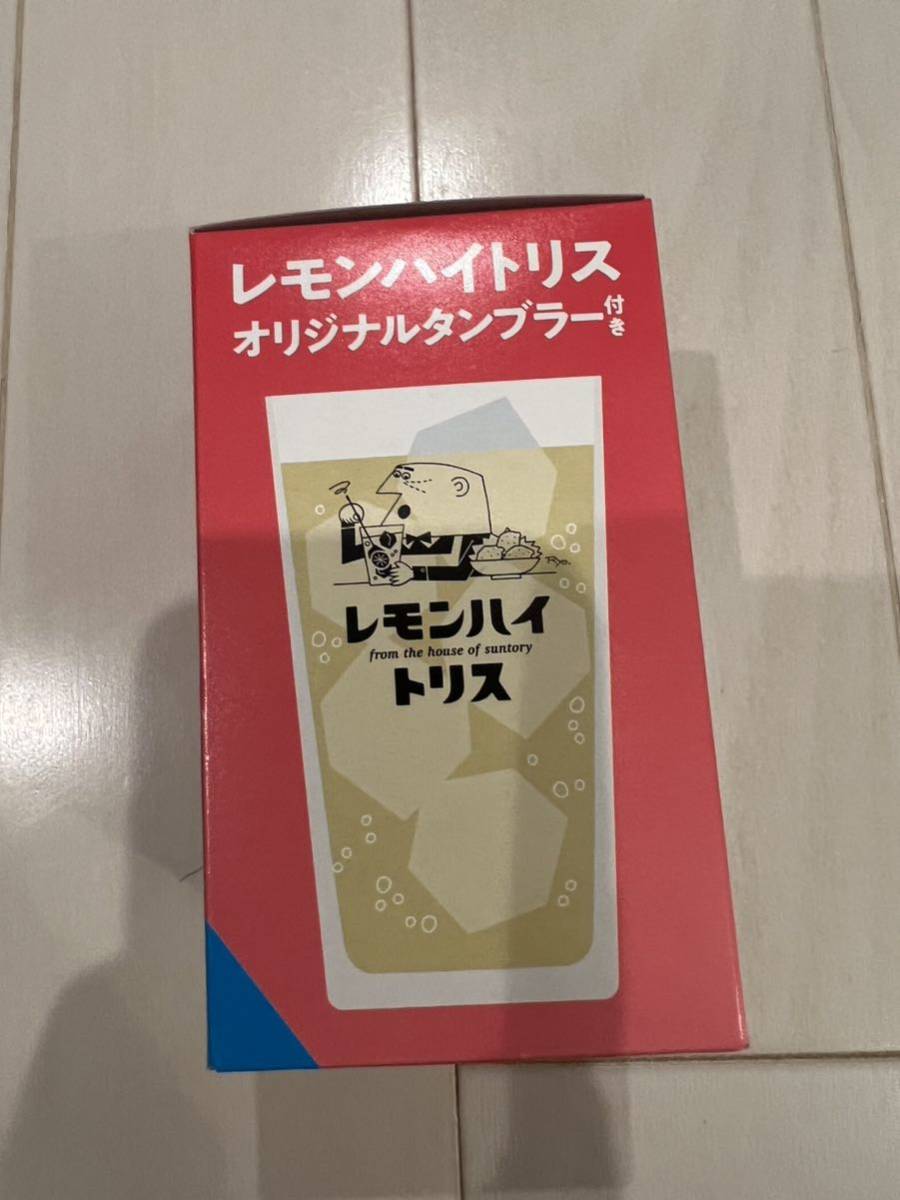 レモンハイトリス
オリジナルタンブラー付き
Ryo.
レモンハイ
from the house of suntory
トリス